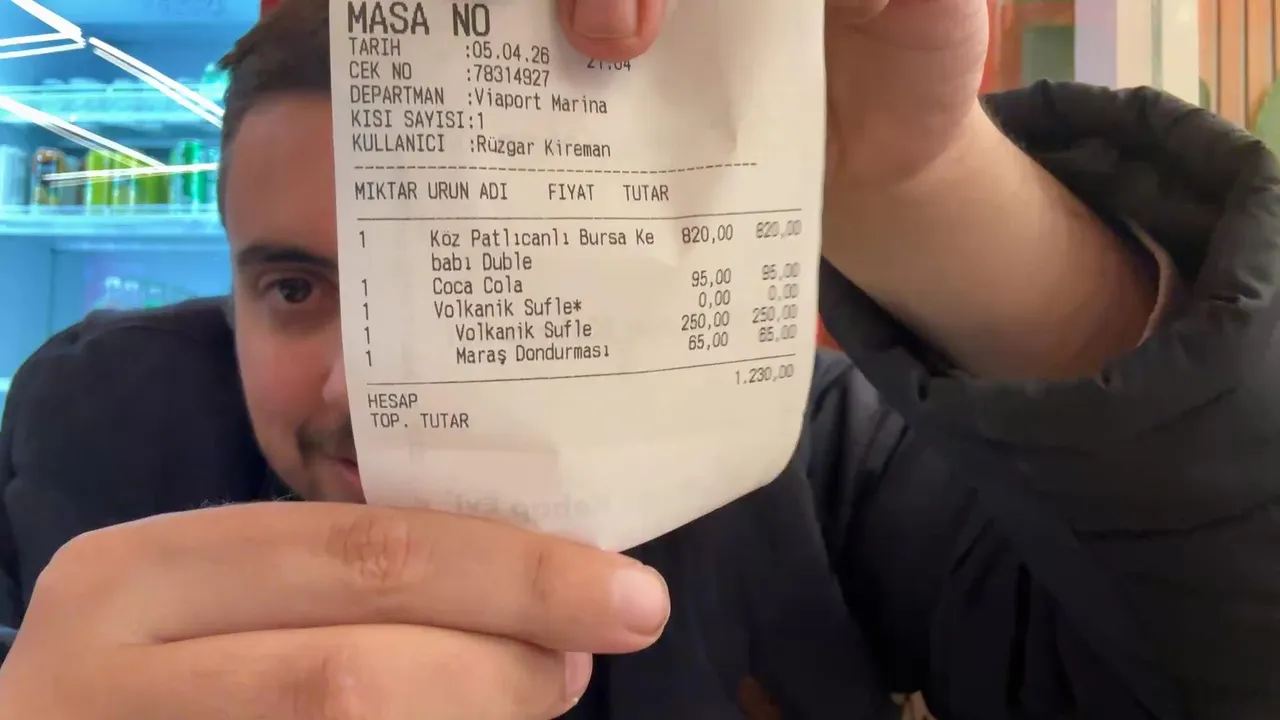 MASA NO
TARIH :05.04.26 21:04
CEK NO :78314927
DEPARTMAN :Viaport Marina
KISI SAYISI:1
KULLANICI :Rüzgar Kireman
MIKTAR URUN ADI FIYAT TUTAR
1 Köz Patlıcanlı Bursa Ke 820,00 820,00
babı Duble
1 Coca Cola 95,00 95,00
1 Volkanik Sufle* 0,00 0,00
1 Volkanik Sufle 250,00 250,00
1 Maraş Dondurması 65,00 65,00
1.230,00
HESAP
TOP. TUTAR